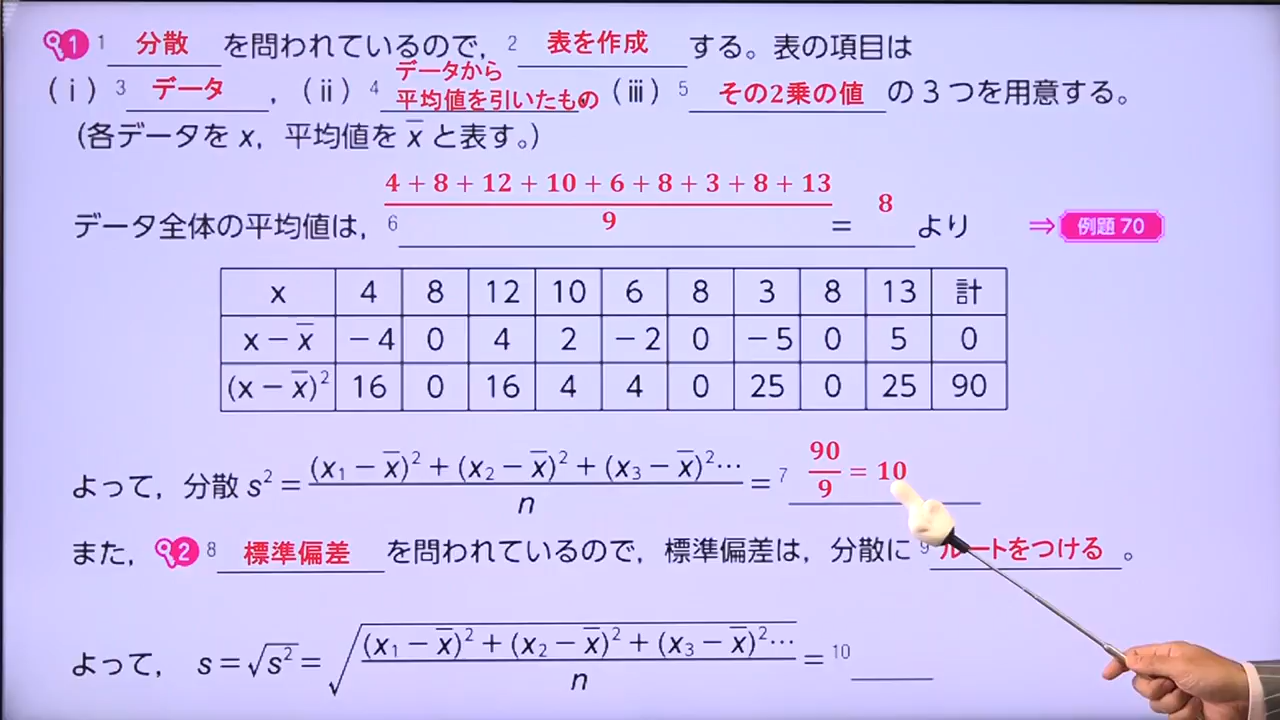 1 1 分散 を問われているので，2 表を作成 する。表の項目は
(ⅰ) 3 データ ，(ⅱ) 4 データから平均値を引いたもの，(ⅲ) 5 その2乗の値 の3つを用意する。
(各データを x，平均値を x̅ と表す。)
データ全体の平均値は，6 (4+8+12+10+6+8+3+8+13)/9 = 8 より ⇒ 例題 70
x 4 8 12 10 6 8 3 8 13 計
x−x̅ −4 0 4 2 −2 0 −5 0 5 0
(x−x̅)² 16 0 16 4 4 0 25 0 25 90
よって，分散 s² = ((x₁−x̅)²+(x₂−x̅)²+(x₃−x̅)²…)/n = 7 90/9 = 10
また，2 8 標準偏差 を問われているので，標準偏差は，分散に 9 ルートをつける 。
よって， s=√s² = √(((x₁−x̅)²+(x₂−x̅)²+(x₃−x̅)²…)/n) = 10